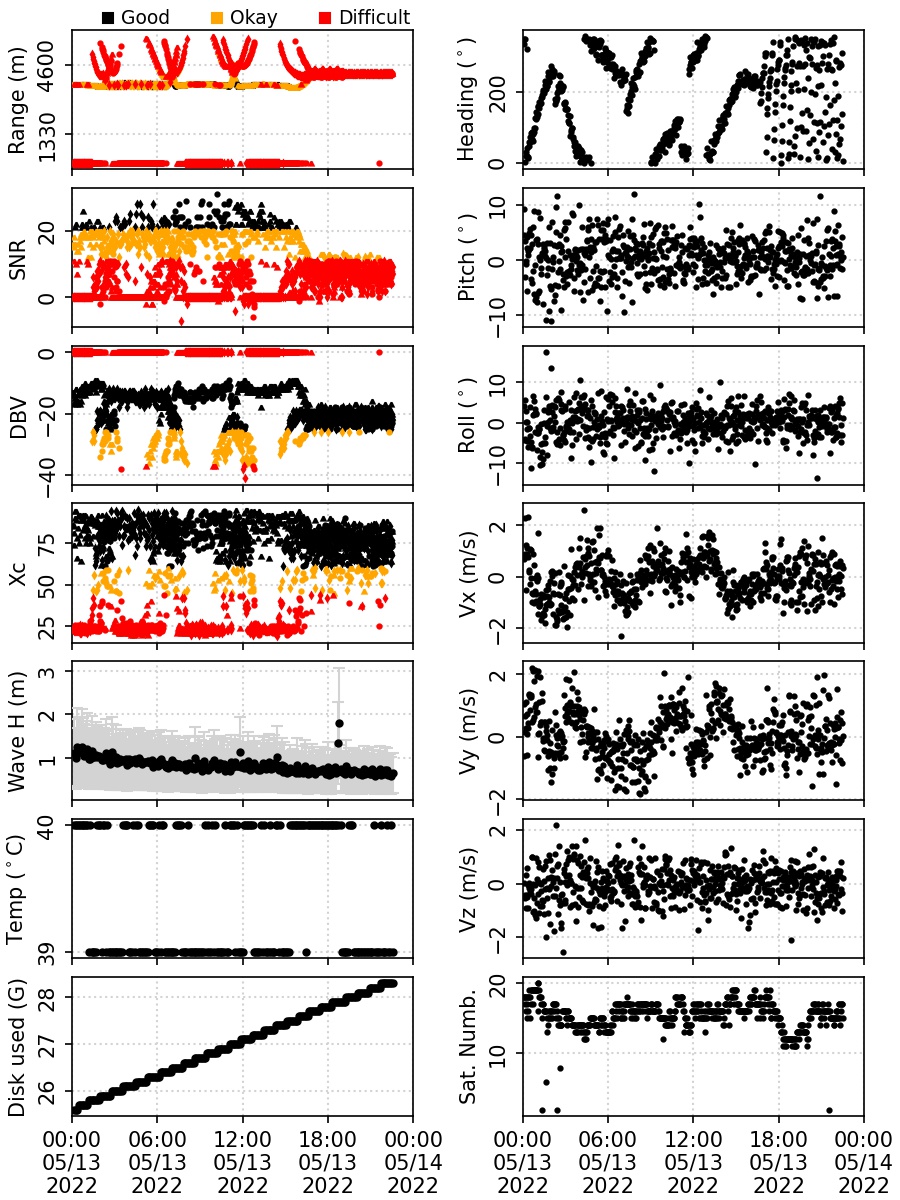 Good Okay Difficult
Range (m)
4600
1330
Heading (°)
200
0
SNR
20
0
Pitch (°)
10
0
−10
DBV
0
−20
−40
Roll (°)
10
0
−10
Xc
75
50
25
Vx (m/s)
2
0
−2
Wave H (m)
3
2
1
Vy (m/s)
2
0
−2
Temp (°C)
40
39
Vz (m/s)
2
0
−2
Disk used (G)
28
27
26
Sat. Numb.
20
10
00:00 06:00 12:00 18:00 00:00
05/13 05/13 05/13 05/13 05/14
2022 2022 2022 2022 2022
00:00 06:00 12:00 18:00 00:00
05/13 05/13 05/13 05/13 05/14
2022 2022 2022 2022 2022